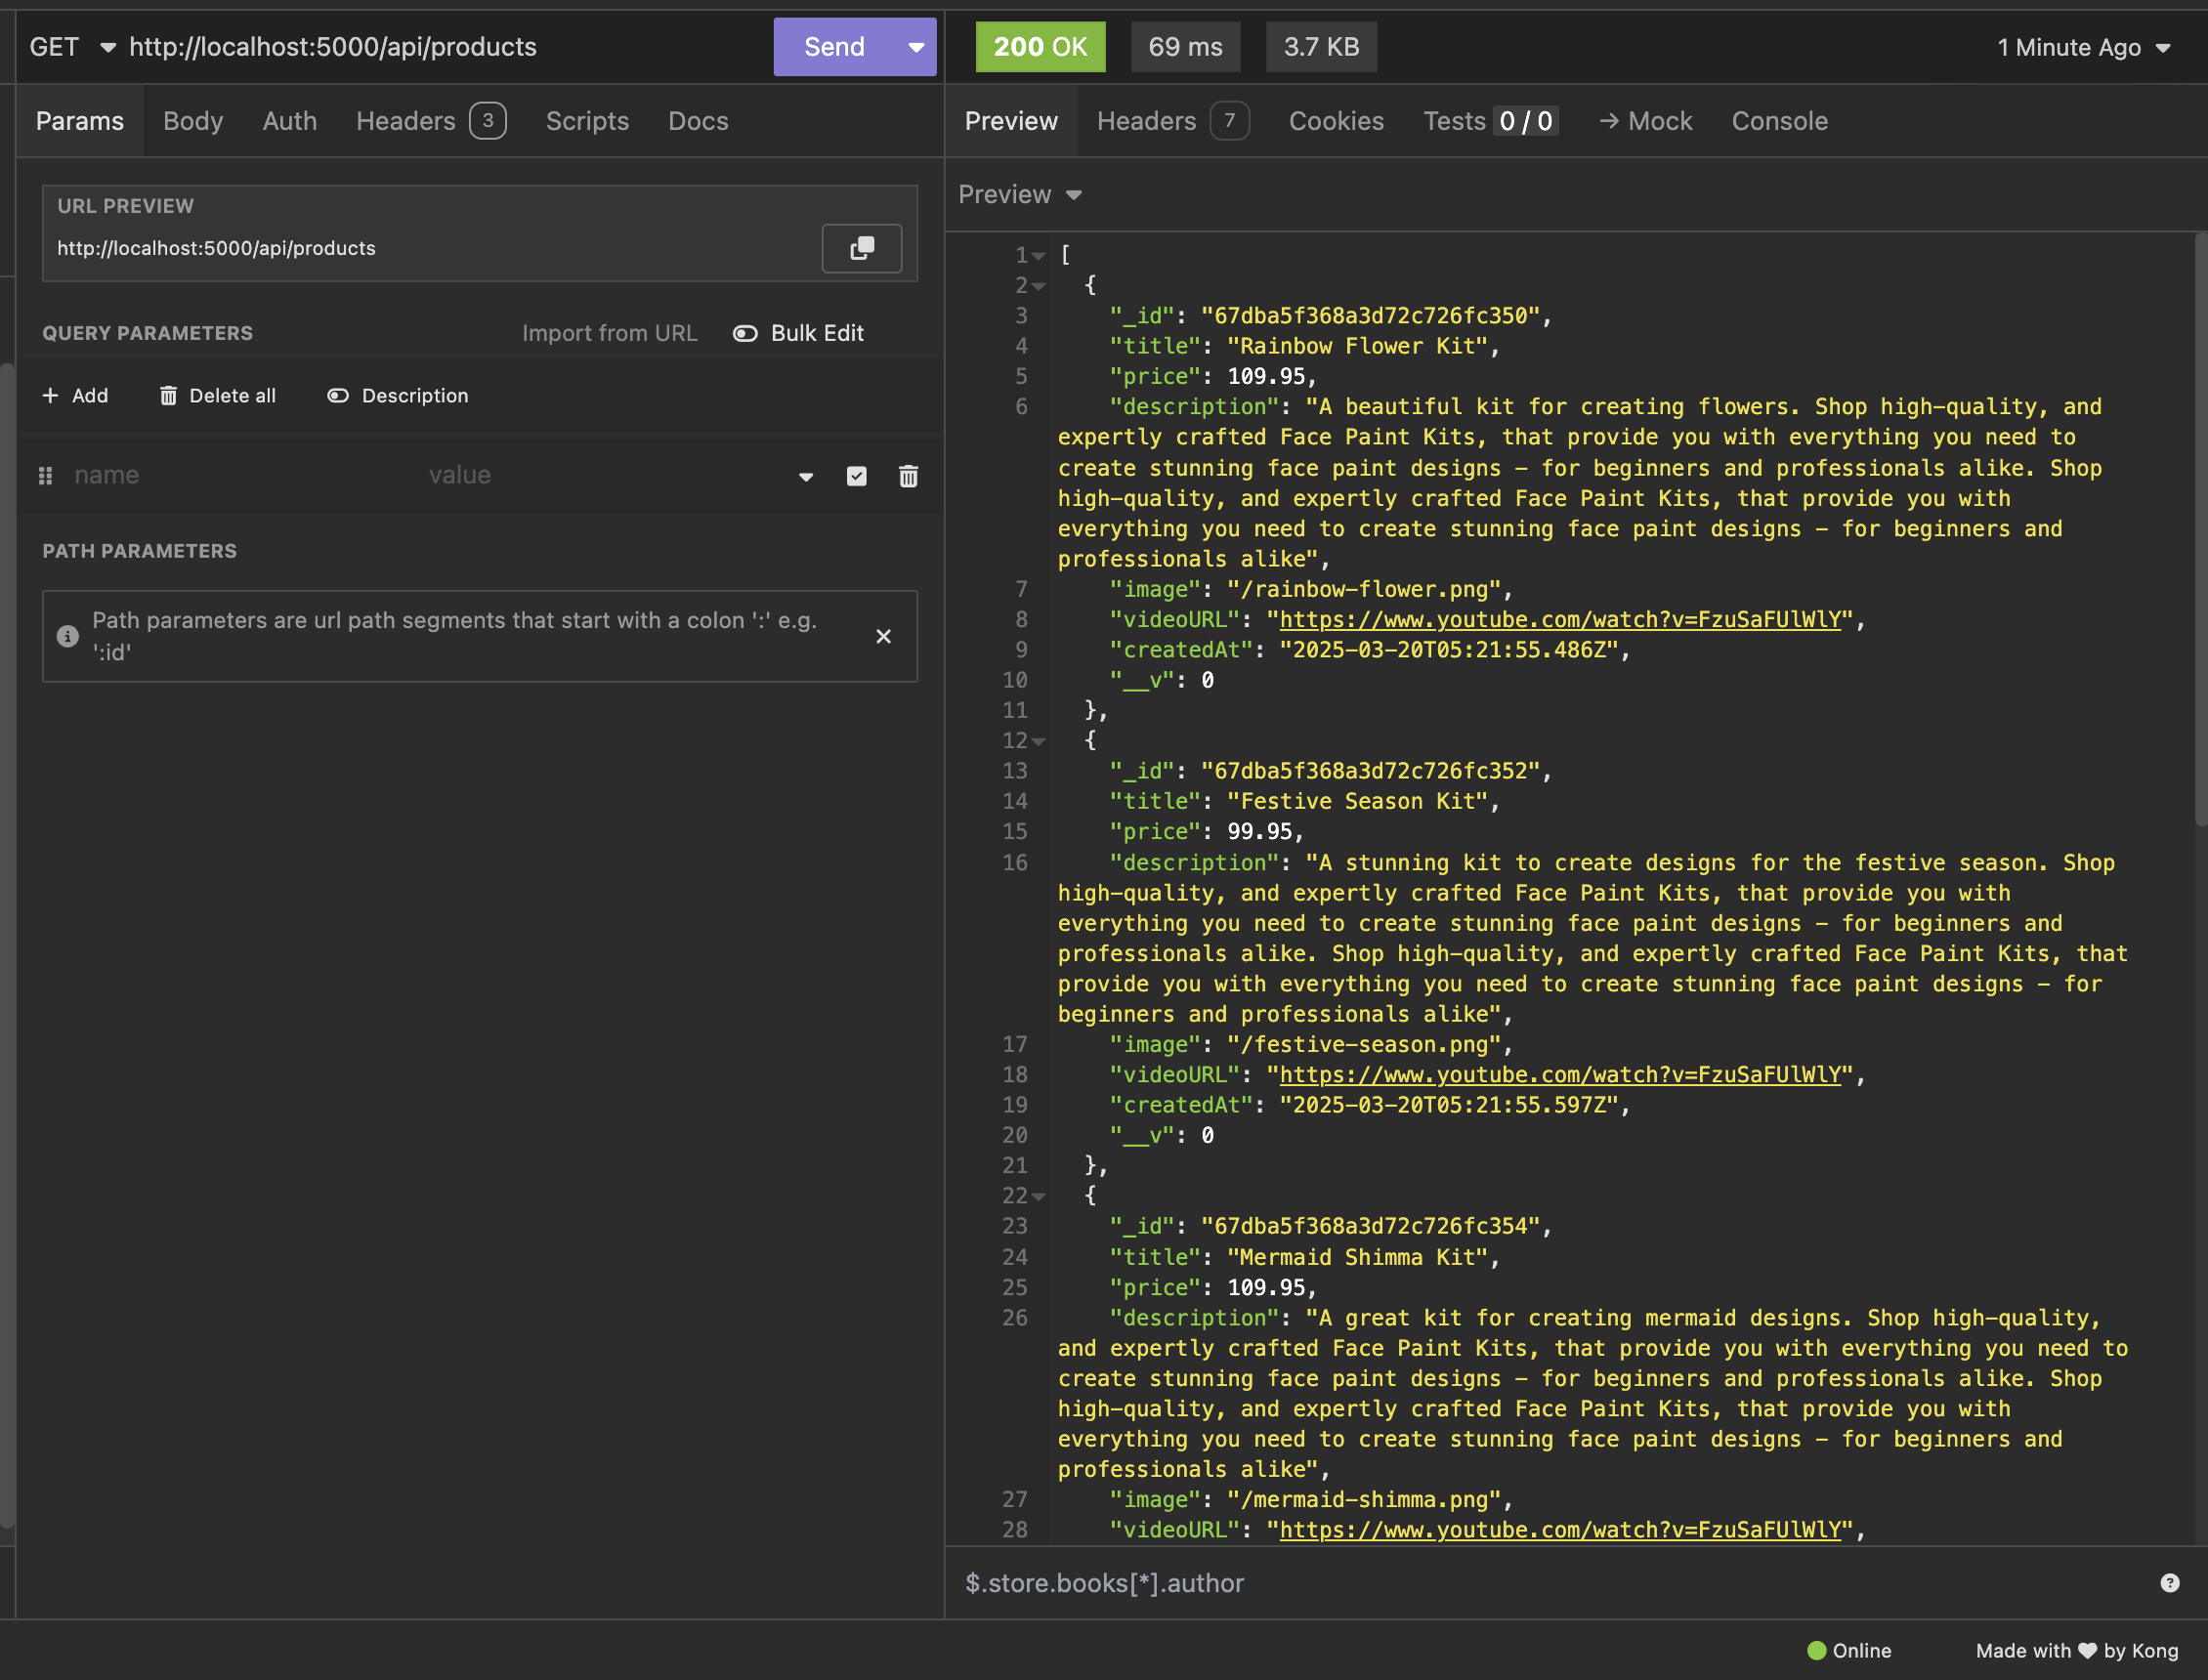 GET http://localhost:5000/api/products Send
200 OK 69 ms 3.7 KB 1 Minute Ago
Params Body Auth Headers 3 Scripts Docs
Preview Headers 7 Cookies Tests 0 / 0 → Mock Console
URL PREVIEW
http://localhost:5000/api/products
QUERY PARAMETERS Import from URL Bulk Edit
+ Add Delete all Description
name value
PATH PARAMETERS
Path parameters are url path segments that start with a colon ':' e.g.
':id'
Preview
1 [
2 {
3 "_id": "67dba5f368a3d72c726fc350",
4 "title": "Rainbow Flower Kit",
5 "price": 109.95,
6 "description": "A beautiful kit for creating flowers. Shop high-quality, and
expertly crafted Face Paint Kits, that provide you with everything you need to
create stunning face paint designs – for beginners and professionals alike. Shop
high-quality, and expertly crafted Face Paint Kits, that provide you with
everything you need to create stunning face paint designs – for beginners and
professionals alike",
7 "image": "/rainbow-flower.png",
8 "videoURL": "https://www.youtube.com/watch?v=FzuSaFUlWlY",
9 "createdAt": "2025-03-20T05:21:55.486Z",
10 "__v": 0
11 },
12 {
13 "_id": "67dba5f368a3d72c726fc352",
14 "title": "Festive Season Kit",
15 "price": 99.95,
16 "description": "A stunning kit to create designs for the festive season. Shop
high-quality, and expertly crafted Face Paint Kits, that provide you with
everything you need to create stunning face paint designs – for beginners and
professionals alike. Shop high-quality, and expertly crafted Face Paint Kits, that
provide you with everything you need to create stunning face paint designs – for
beginners and professionals alike",
17 "image": "/festive-season.png",
18 "videoURL": "https://www.youtube.com/watch?v=FzuSaFUlWlY",
19 "createdAt": "2025-03-20T05:21:55.597Z",
20 "__v": 0
21 },
22 {
23 "_id": "67dba5f368a3d72c726fc354",
24 "title": "Mermaid Shimma Kit",
25 "price": 109.95,
26 "description": "A great kit for creating mermaid designs. Shop high-quality,
and expertly crafted Face Paint Kits, that provide you with everything you need to
create stunning face paint designs – for beginners and professionals alike. Shop
high-quality, and expertly crafted Face Paint Kits, that provide you with
everything you need to create stunning face paint designs – for beginners and
professionals alike",
27 "image": "/mermaid-shimma.png",
28 "videoURL": "https://www.youtube.com/watch?v=FzuSaFUlWlY",
$.store.books[*].author
Online Made with ♥ by Kong